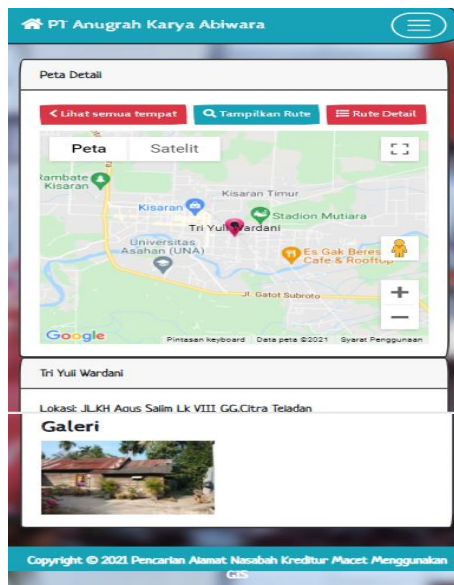 PT Anugrah Karya Abiwara
Peta Detail
Lihat semua tempat
Tampilkan Rute
Rute Detail
Peta
Satelit
Rambate
Kisaran
Kisaran Timur
Kisaran
Stadion Mutiara
Tri Yuli Wardani
Universitas
Asahan (UNA)
Es Gak Beres
Cafe & Rooftop
Jl. Gatot Subroto
Google
Pintasan keyboard
Data peta ©2021
Syarat Penggunaan
Tri Yuli Wardani
Lokasi: JL.KH Agus Salim Lk VIII GG.Citra Teladan
Galeri
Copyright © 2021 Pencarian Alamat Nasabah Kreditur Macet Menggunakan
GIS